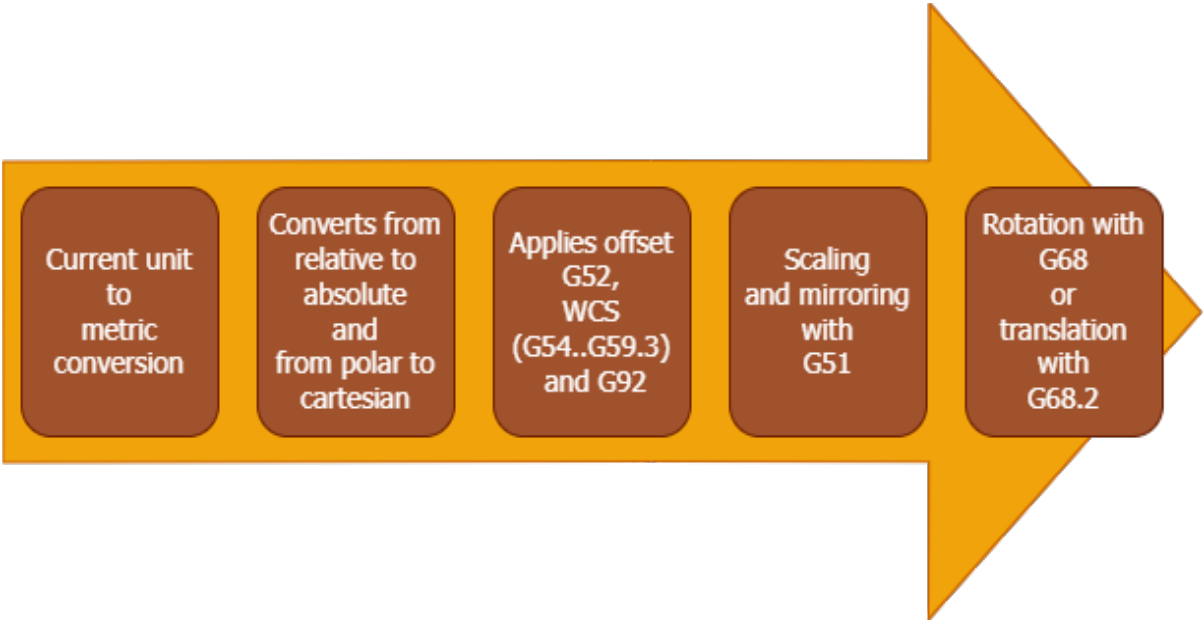 Current unit
to
metric
conversion
Converts from
relative to
absolute
and
from polar to
cartesian
Applies offset
G52,
WCS
(G54..G59.3)
and G92
Scaling
and mirroring
with
G51
Rotation with
G68
or
translation
with
G68.2